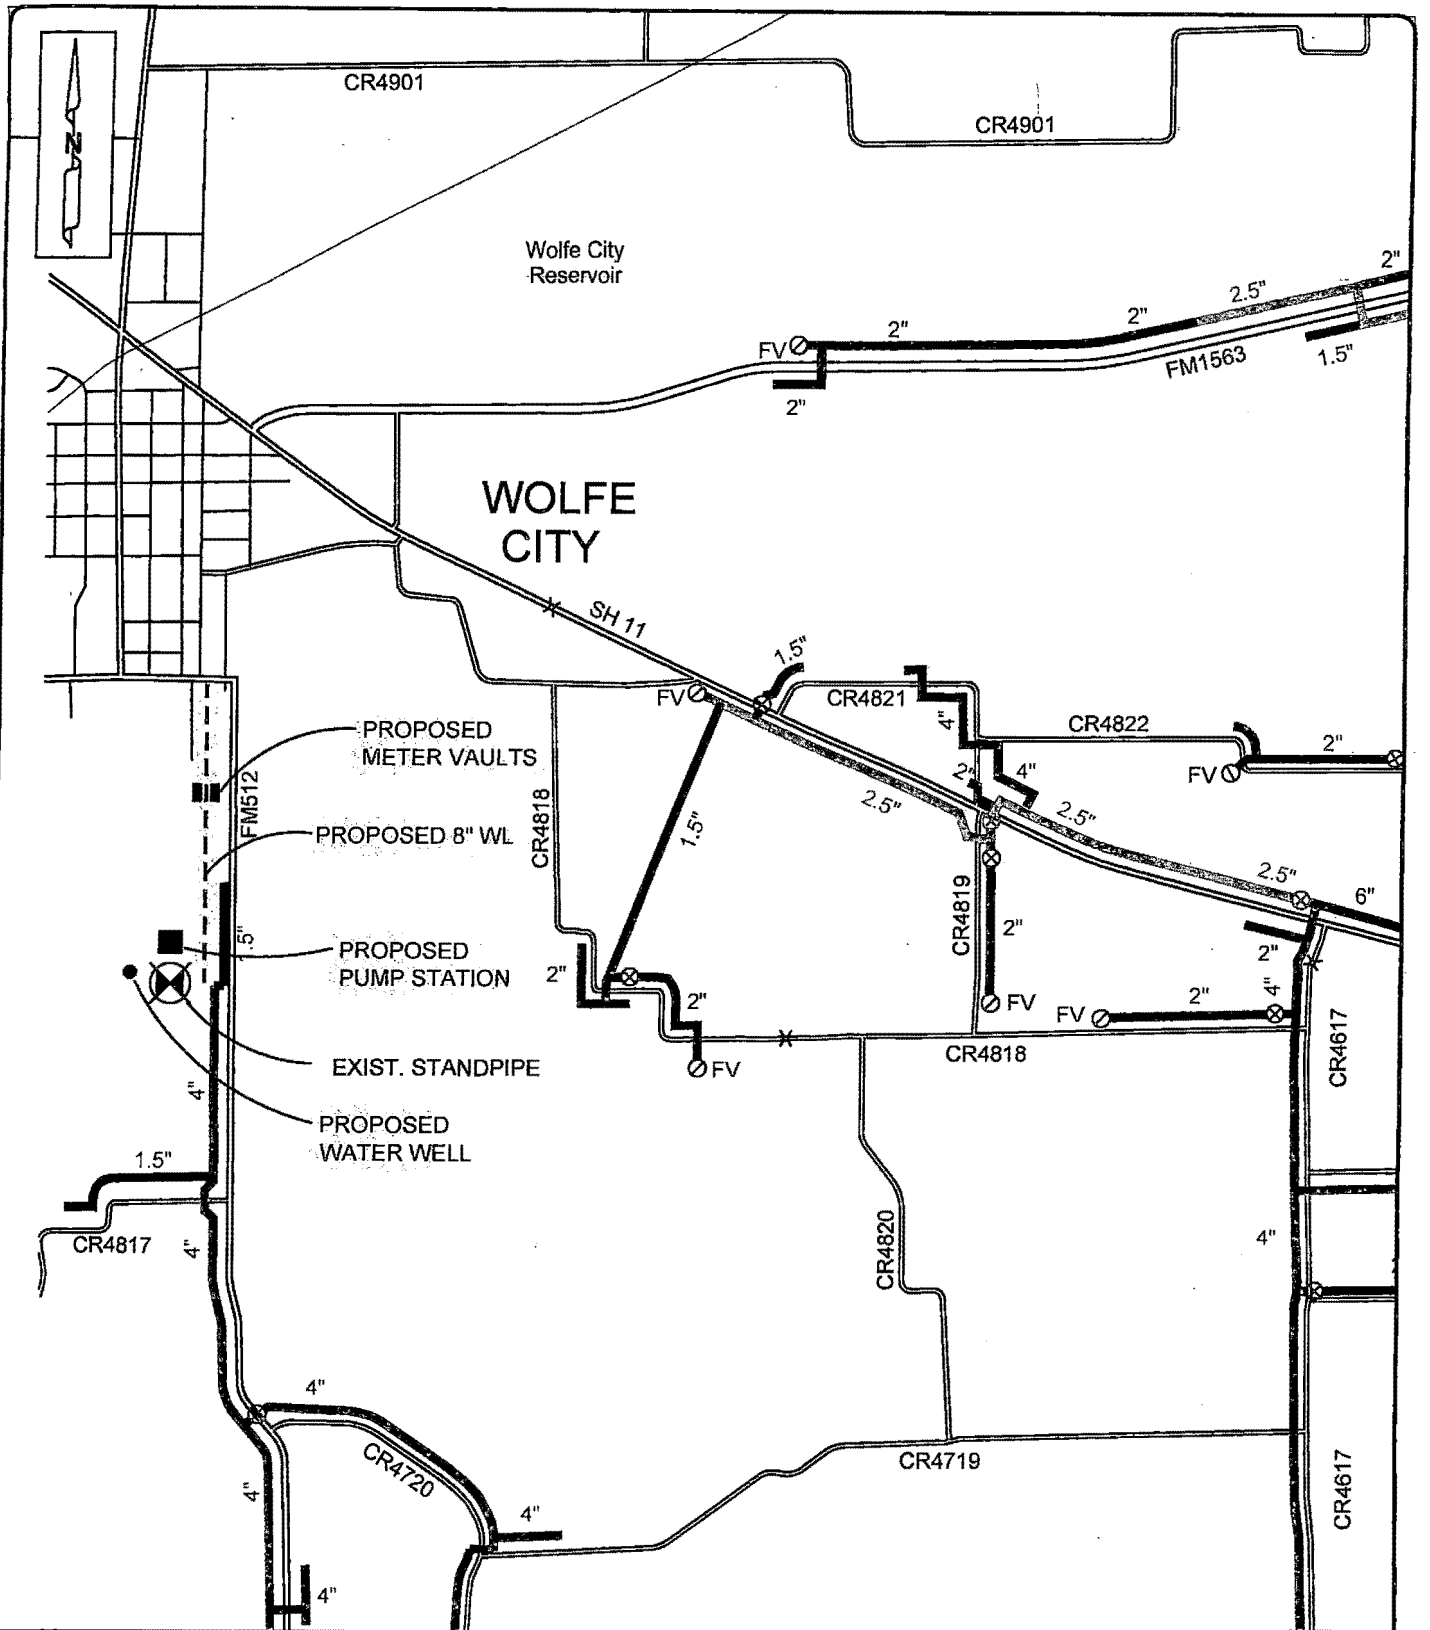 CR4901
CR4901
N
Wolfe City
Reservoir
2"
2.5"
2"
2"
FV
FM1563
1.5"
2"
WOLFE
CITY
SH 11
1.5"
FV
CR4821
4"
CR4822
2"
FV
PROPOSED
METER VAULTS
FM512
2"
4"
2.5"
2.5"
CR4818
1.5"
PROPOSED 8" WL
2.5"
6"
CR4819
2"
2"
.5"
PROPOSED
PUMP STATION
2"
2"
FV
FV
2"
4"
CR4818
CR4617
EXIST. STANDPIPE
FV
4"
PROPOSED
WATER WELL
1.5"
CR4817
4"
CR4820
4"
4"
CR4720
CR4719
4"
4"
CR4617
4"